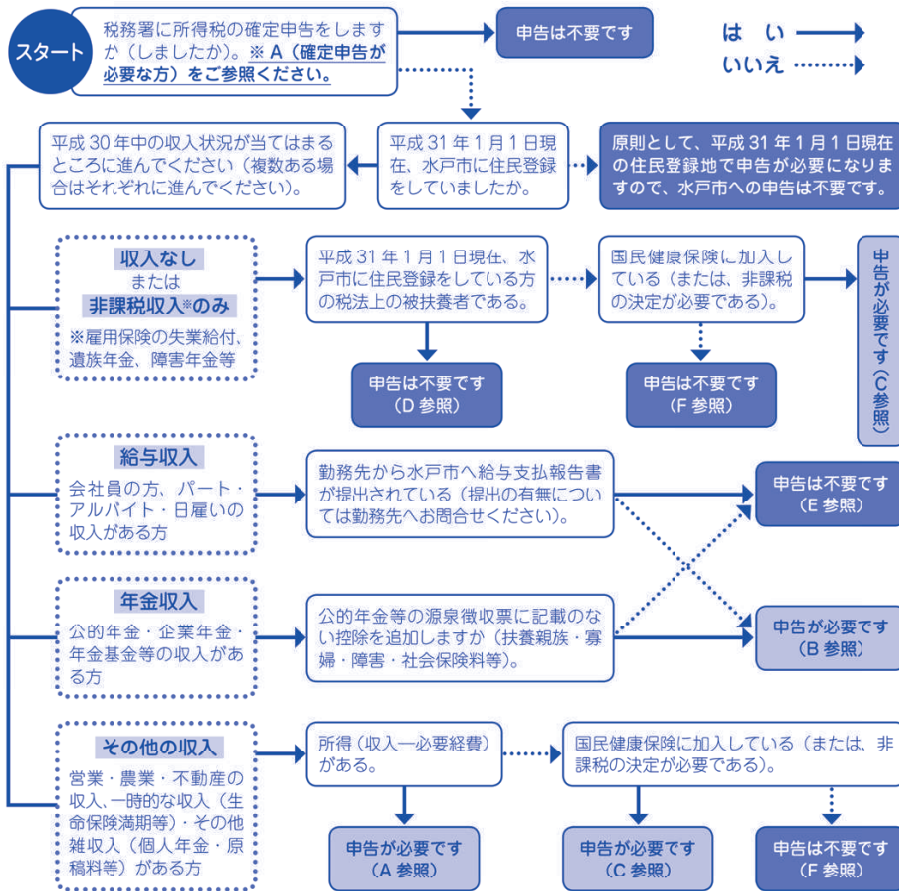 スタート
税務署に所得税の確定申告をします
か（しましたか）。※A（確定申告が
必要な方）をご参照ください。
申告は不要です
はい
いいえ
平成30年中の収入状況が当てはまる
ところに進んでください（複数ある場
合はそれぞれに進んでください）。
平成31年1月1日現
在、水戸市に住民登録
をしていましたか。
原則として、平成31年1月1日現在
の住民登録地で申告が必要になりま
すので、水戸市への申告は不要です。
収入なし
または
非課税収入※のみ
※雇用保険の失業給付、
遺族年金、障害年金等
平成31年1月1日現在、水
戸市に住民登録をしている方
の税法上の被扶養者である。
国民健康保険に加入し
ている（または、非課税
の決定が必要である）。
申告が必要です（C参照）
申告は不要です
（D参照）
申告は不要です
（F参照）
給与収入
会社員の方、パート・
アルバイト・日雇いの
収入がある方
勤務先から水戸市へ給与支払報告書
が提出されている（提出の有無につい
ては勤務先へお問合せください）。
申告は不要です
（E参照）
年金収入
公的年金・企業年金・
年金基金等の収入があ
る方
公的年金等の源泉徴収票に記載のな
い控除を追加しますか（扶養親族・寡
婦・障害・社会保険料等）。
申告が必要です
（B参照）
その他の収入
営業・農業・不動産の
収入、一時的な収入（生
命保険満期等）・その他
雑収入（個人年金・原
稿料等）がある方
所得（収入―必要経費）
がある。
国民健康保険に加入している（または、非
課税の決定が必要である）。
申告が必要です
（A参照）
申告が必要です
（C参照）
申告は不要です
（F参照）